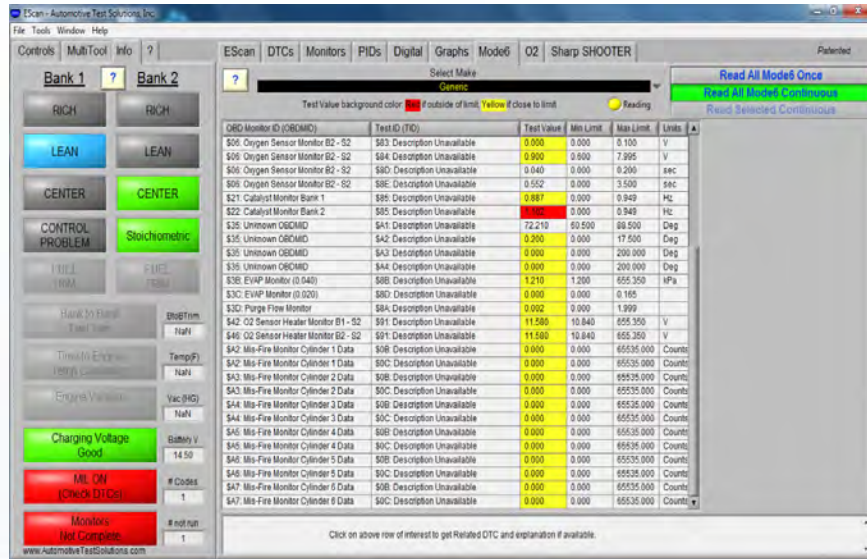 EScan - Automotive Test Solutions, Inc.
File Tools Window Help
Controls MultiTool Info ?
EScan DTCs Monitors PIDs Digital Graphs Mode6 O2 Sharp SHOOTER
Patented
Bank 1 ? Bank 2
RICH RICH
LEAN LEAN
CENTER CENTER
CONTROL PROBLEM Stoichiometric
FUEL TRIM FUEL TRIM
Bank to Bank BtoBTrim
NaN
Temp(F)
NaN
Engine Vac(HG)
NaN
Charging Voltage Good Battery V
14.50
MIL ON (Check DTCs) # Codes
1
Monitors Not Complete # not run
1
www.AutomotiveTestSolutions.com
? Select Make
Generic
Test Value background color: Red if outside of limit, Yellow if close to limit. Reading
Read All Mode6 Once
Read All Mode6 Continuous
Read Selected Continuous
OBD Monitor ID (OBDMID) Test ID (TID) Test Value Min Limit Max Limit Units
$06: Oxygen Sensor Monitor B2 - S2 $83: Description Unavailable 0.000 0.000 0.100 V
$06: Oxygen Sensor Monitor B2 - S2 $84: Description Unavailable 0.900 0.600 7.995 V
$06: Oxygen Sensor Monitor B2 - S2 $8D: Description Unavailable 0.040 0.000 0.200 sec
$06: Oxygen Sensor Monitor B2 - S2 $8E: Description Unavailable 0.552 0.000 3.500 sec
$21: Catalyst Monitor Bank 1 $85: Description Unavailable 0.887 0.000 0.949 Hz
$22: Catalyst Monitor Bank 2 $85: Description Unavailable 0.000 0.949 Hz
$35: Unknown OBDMID $A1: Description Unavailable 72.210 60.500 89.500 Deg
$35: Unknown OBDMID $A2: Description Unavailable 0.200 0.000 17.500 Deg
$35: Unknown OBDMID $A3: Description Unavailable 0.000 0.000 200.000 Deg
$35: Unknown OBDMID $A4: Description Unavailable 0.000 0.000 200.000 Deg
$3B: EVAP Monitor (0.040) $8B: Description Unavailable 1.210 1.200 655.350 kPa
$3C: EVAP Monitor (0.020) $8D: Description Unavailable 0.000 0.000 0.165
$3D: Purge Flow Monitor $8A: Description Unavailable 0.002 0.000 1.999
$42: O2 Sensor Heater Monitor B1 - S2 $91: Description Unavailable 11.580 10.840 655.350 V
$46: O2 Sensor Heater Monitor B2 - S2 $91: Description Unavailable 11.580 10.840 655.350 V
$A2: Mis-Fire Monitor Cylinder 1 Data $0B: Description Unavailable 0.000 0.000 65535.000 Counts
$A2: Mis-Fire Monitor Cylinder 1 Data $0C: Description Unavailable 0.000 0.000 65535.000 Counts
$A3: Mis-Fire Monitor Cylinder 2 Data $0B: Description Unavailable 0.000 0.000 65535.000 Counts
$A3: Mis-Fire Monitor Cylinder 2 Data $0C: Description Unavailable 0.000 0.000 65535.000 Counts
$A4: Mis-Fire Monitor Cylinder 3 Data $0B: Description Unavailable 0.000 0.000 65535.000 Counts
$A4: Mis-Fire Monitor Cylinder 3 Data $0C: Description Unavailable 0.000 0.000 65535.000 Counts
$A5: Mis-Fire Monitor Cylinder 4 Data $0B: Description Unavailable 0.000 0.000 65535.000 Counts
$A5: Mis-Fire Monitor Cylinder 4 Data $0C: Description Unavailable 0.000 0.000 65535.000 Counts
$A6: Mis-Fire Monitor Cylinder 5 Data $0B: Description Unavailable 0.000 0.000 65535.000 Counts
$A6: Mis-Fire Monitor Cylinder 5 Data $0C: Description Unavailable 0.000 0.000 65535.000 Counts
$A7: Mis-Fire Monitor Cylinder 6 Data $0B: Description Unavailable 0.000 0.000 65535.000 Counts
$A7: Mis-Fire Monitor Cylinder 6 Data $0C: Description Unavailable 0.000 0.000 65535.000 Counts
Click on above row of interest to get Related DTC and explanation if available.